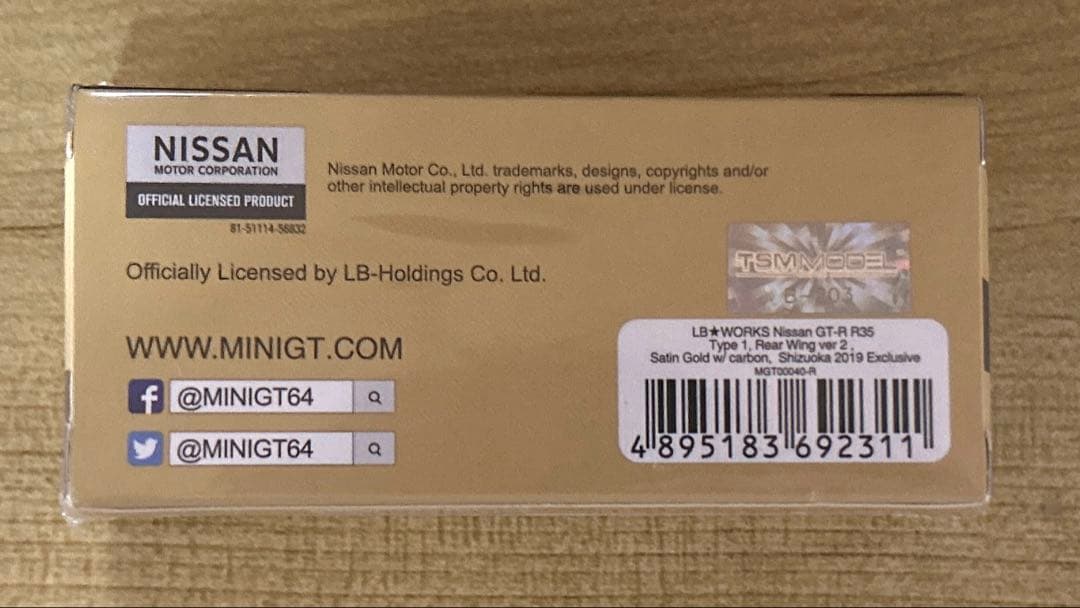 NISSAN
MOTOR CORPORATION
OFFICIAL LICENSED PRODUCT
81-51114-56832
Nissan Motor Co., Ltd. trademarks, designs, copyrights and/or
other intellectual property rights are used under license.
Officially Licensed by LB-Holdings Co. Ltd.
TSM MODEL
WWW.MINIGT.COM
@MINIGT64
@MINIGT64
LB★WORKS Nissan GT-R R35
Type 1, Rear Wing ver 2 ,
Satin Gold w/ carbon, Shizuoka 2019 Exclusive
MGT00040-R
4 895183 692311